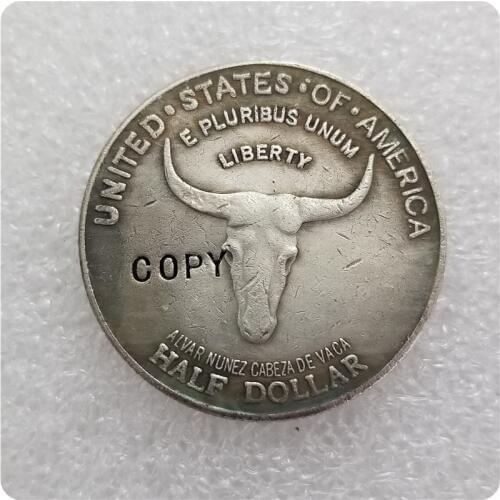 UNITED·STATES·OF·AMERICA
E PLURIBUS UNUM
LIBERTY
COPY
ALVAR NUNEZ CABEZA DE VACA
HALF DOLLAR